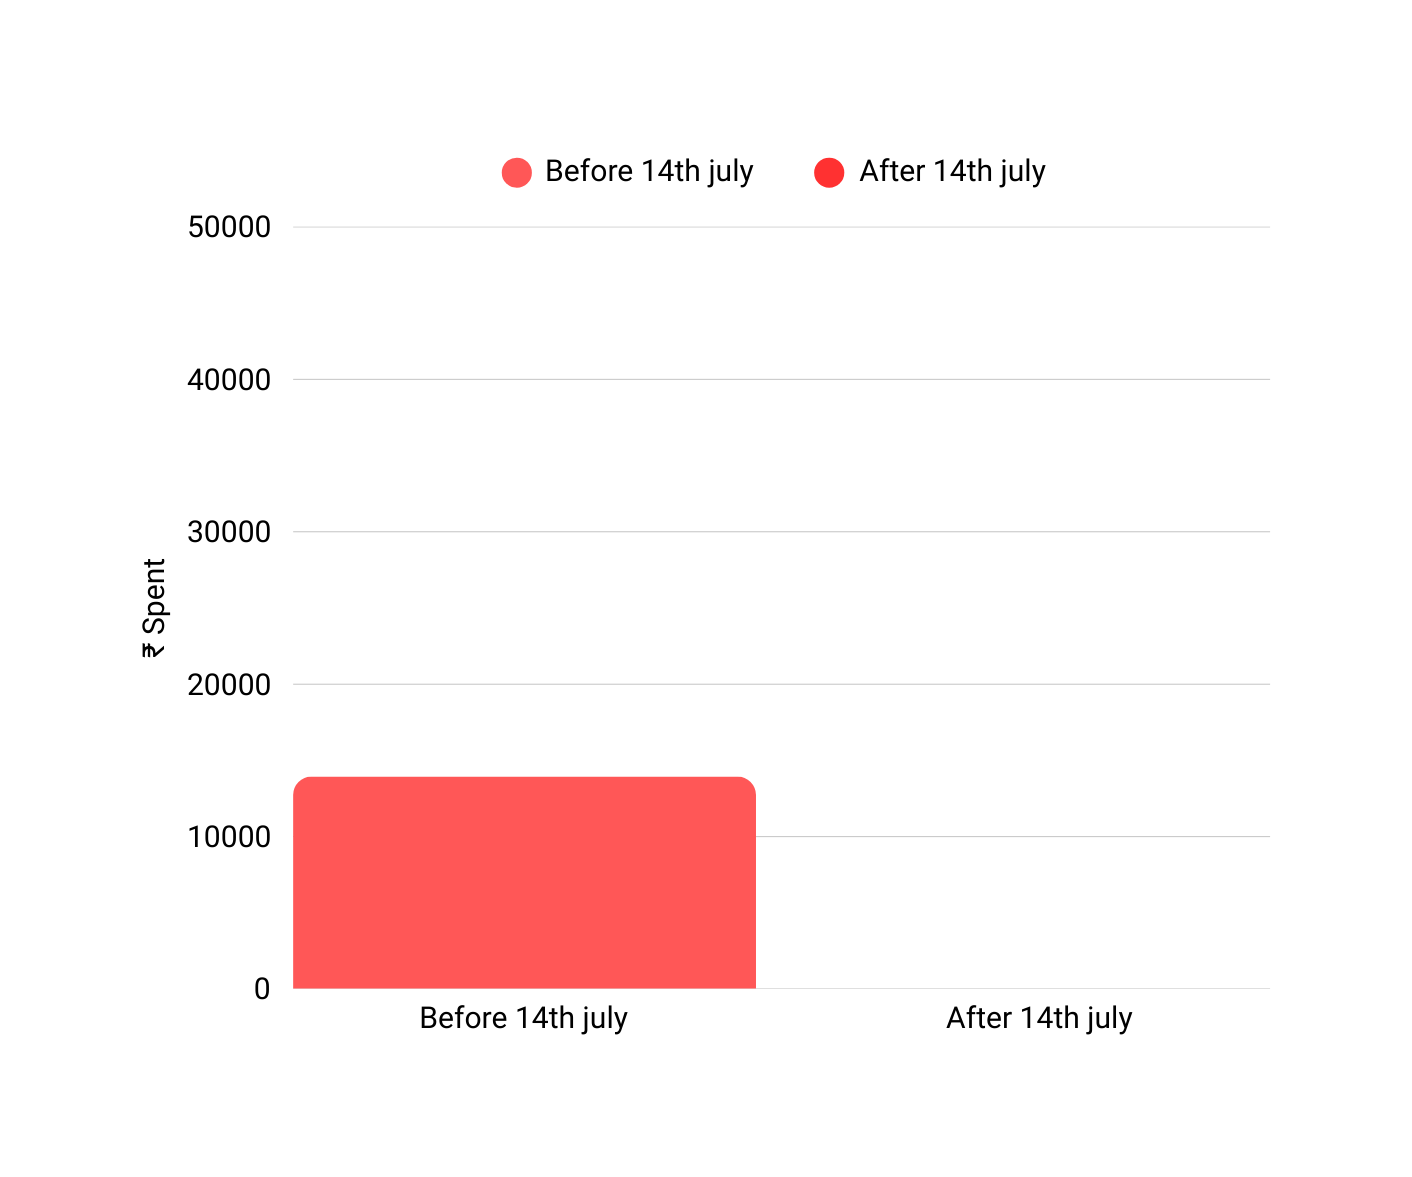 Before 14th july
After 14th july
50000
40000
30000
20000
10000
0
₹ Spent
Before 14th july
After 14th july